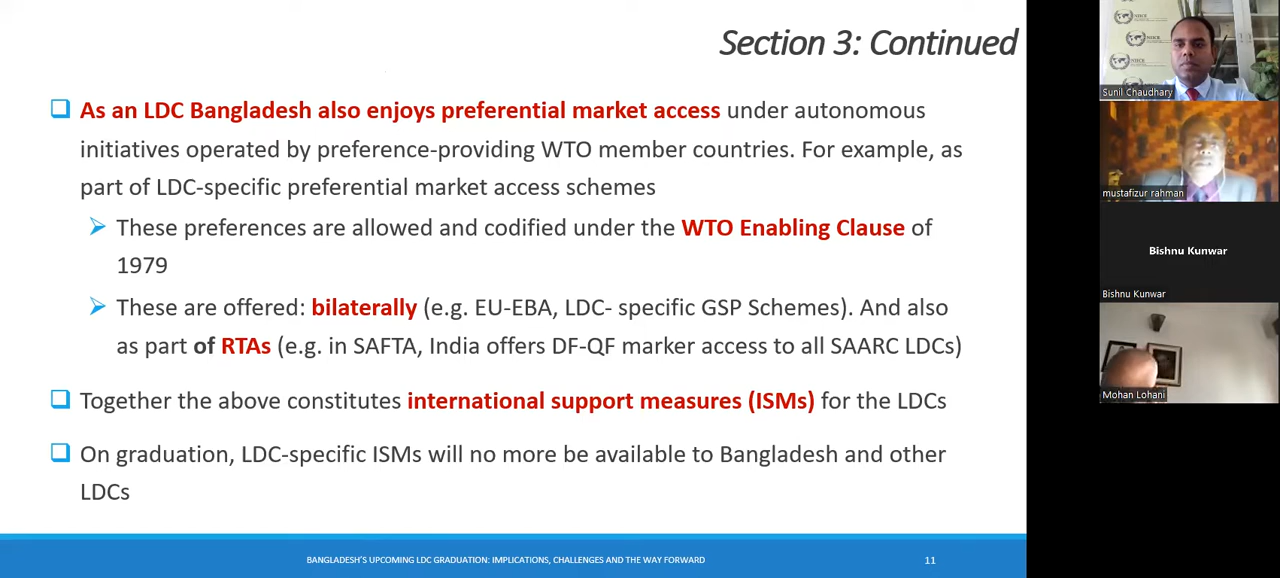 Section 3: Continued
As an LDC Bangladesh also enjoys preferential market access under autonomous
initiatives operated by preference-providing WTO member countries. For example, as
part of LDC-specific preferential market access schemes
These preferences are allowed and codified under the WTO Enabling Clause of
1979
These are offered: bilaterally (e.g. EU-EBA, LDC- specific GSP Schemes). And also
as part of RTAs (e.g. in SAFTA, India offers DF-QF marker access to all SAARC LDCs)
Together the above constitutes international support measures (ISMs) for the LDCs
On graduation, LDC-specific ISMs will no more be available to Bangladesh and other
LDCs
BANGLADESH'S UPCOMING LDC GRADUATION: IMPLICATIONS, CHALLENGES AND THE WAY FORWARD
11
Sunil Chaudhary
mustafizur rahman
Bishnu Kunwar
Bishnu Kunwar
Mohan Lohani